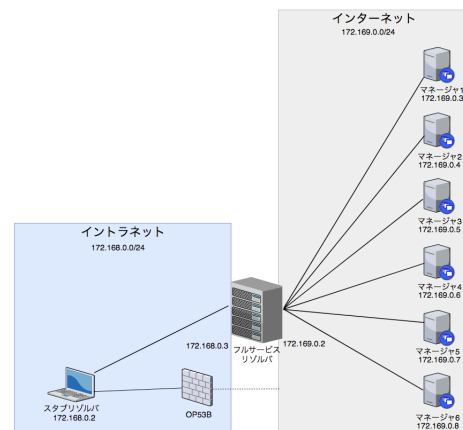 インターネット
172.169.0.0/24
マネージャ1
172.169.0.3
マネージャ2
172.169.0.4
マネージャ3
172.169.0.5
マネージャ4
172.169.0.6
マネージャ5
172.169.0.7
マネージャ6
172.169.0.8
イントラネット
172.168.0.0/24
172.168.0.3
フルサービス
リゾルバ
172.169.0.2
スタブリゾルバ
172.168.0.2
OP53B